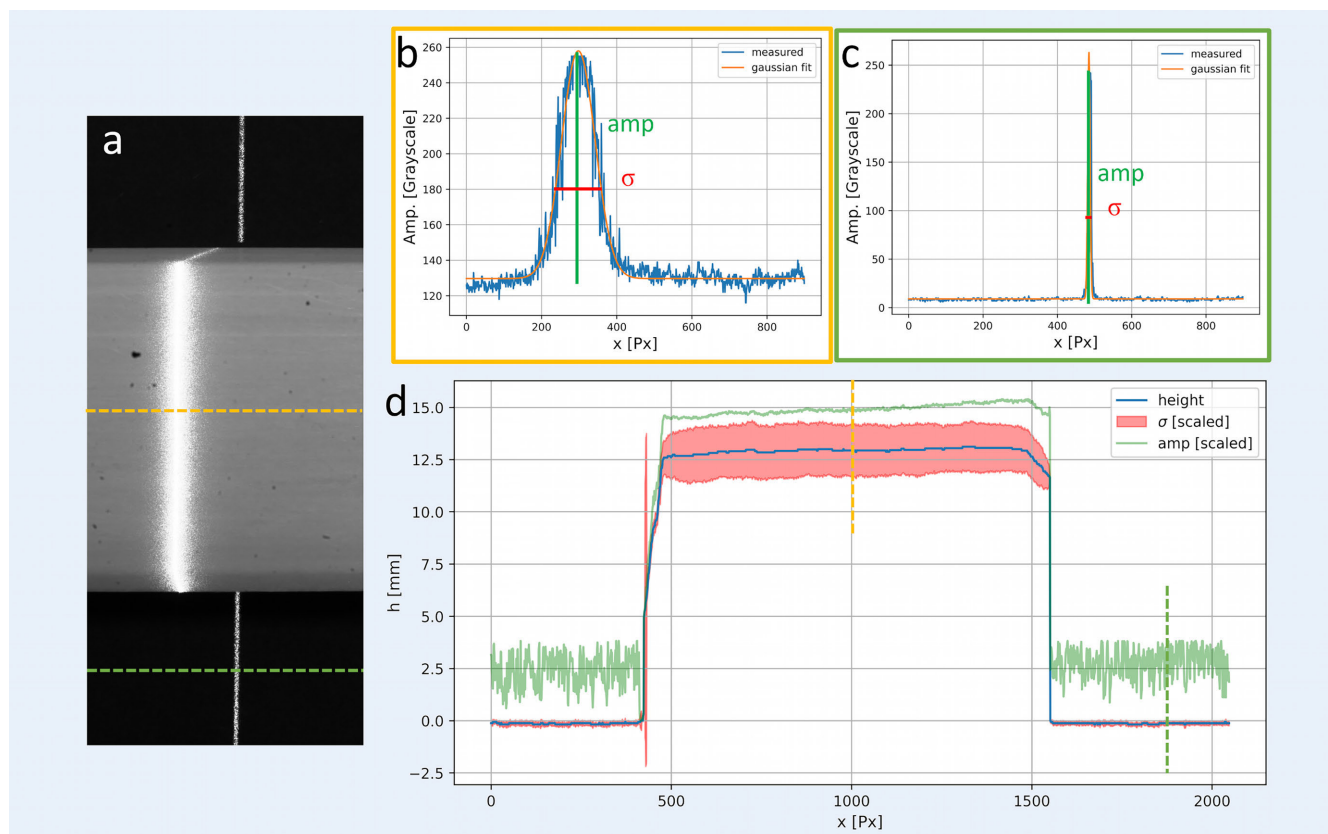 a
b
260
240
220
200
180
160
140
120
Amp. [Grayscale]
0
200
400
600
800
x [Px]
measured
gaussian fit
amp
σ
c
250
200
150
100
50
0
Amp. [Grayscale]
0
200
400
600
800
x [Px]
measured
gaussian fit
amp
σ
d
15.0
12.5
10.0
7.5
5.0
2.5
0.0
−2.5
h [mm]
0
500
1000
1500
2000
x [Px]
height
σ [scaled]
amp [scaled]